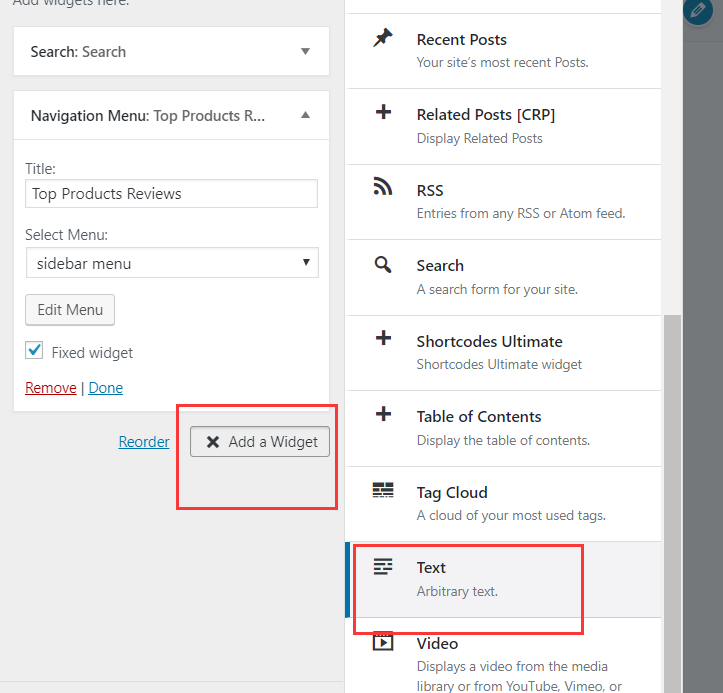 Add widgets here.
Search: Search
Navigation Menu: Top Products R...
Title:
Top Products Reviews
Select Menu:
sidebar menu
Edit Menu
Fixed widget
Remove | Done
Reorder
Add a Widget
Recent Posts
Your site's most recent Posts.
Related Posts [CRP]
Display Related Posts
RSS
Entries from any RSS or Atom feed.
Search
A search form for your site.
Shortcodes Ultimate
Shortcodes Ultimate widget
Table of Contents
Display the table of contents.
Tag Cloud
A cloud of your most used tags.
Text
Arbitrary text.
Video
Displays a video from the media
library or from YouTube, Vimeo, or